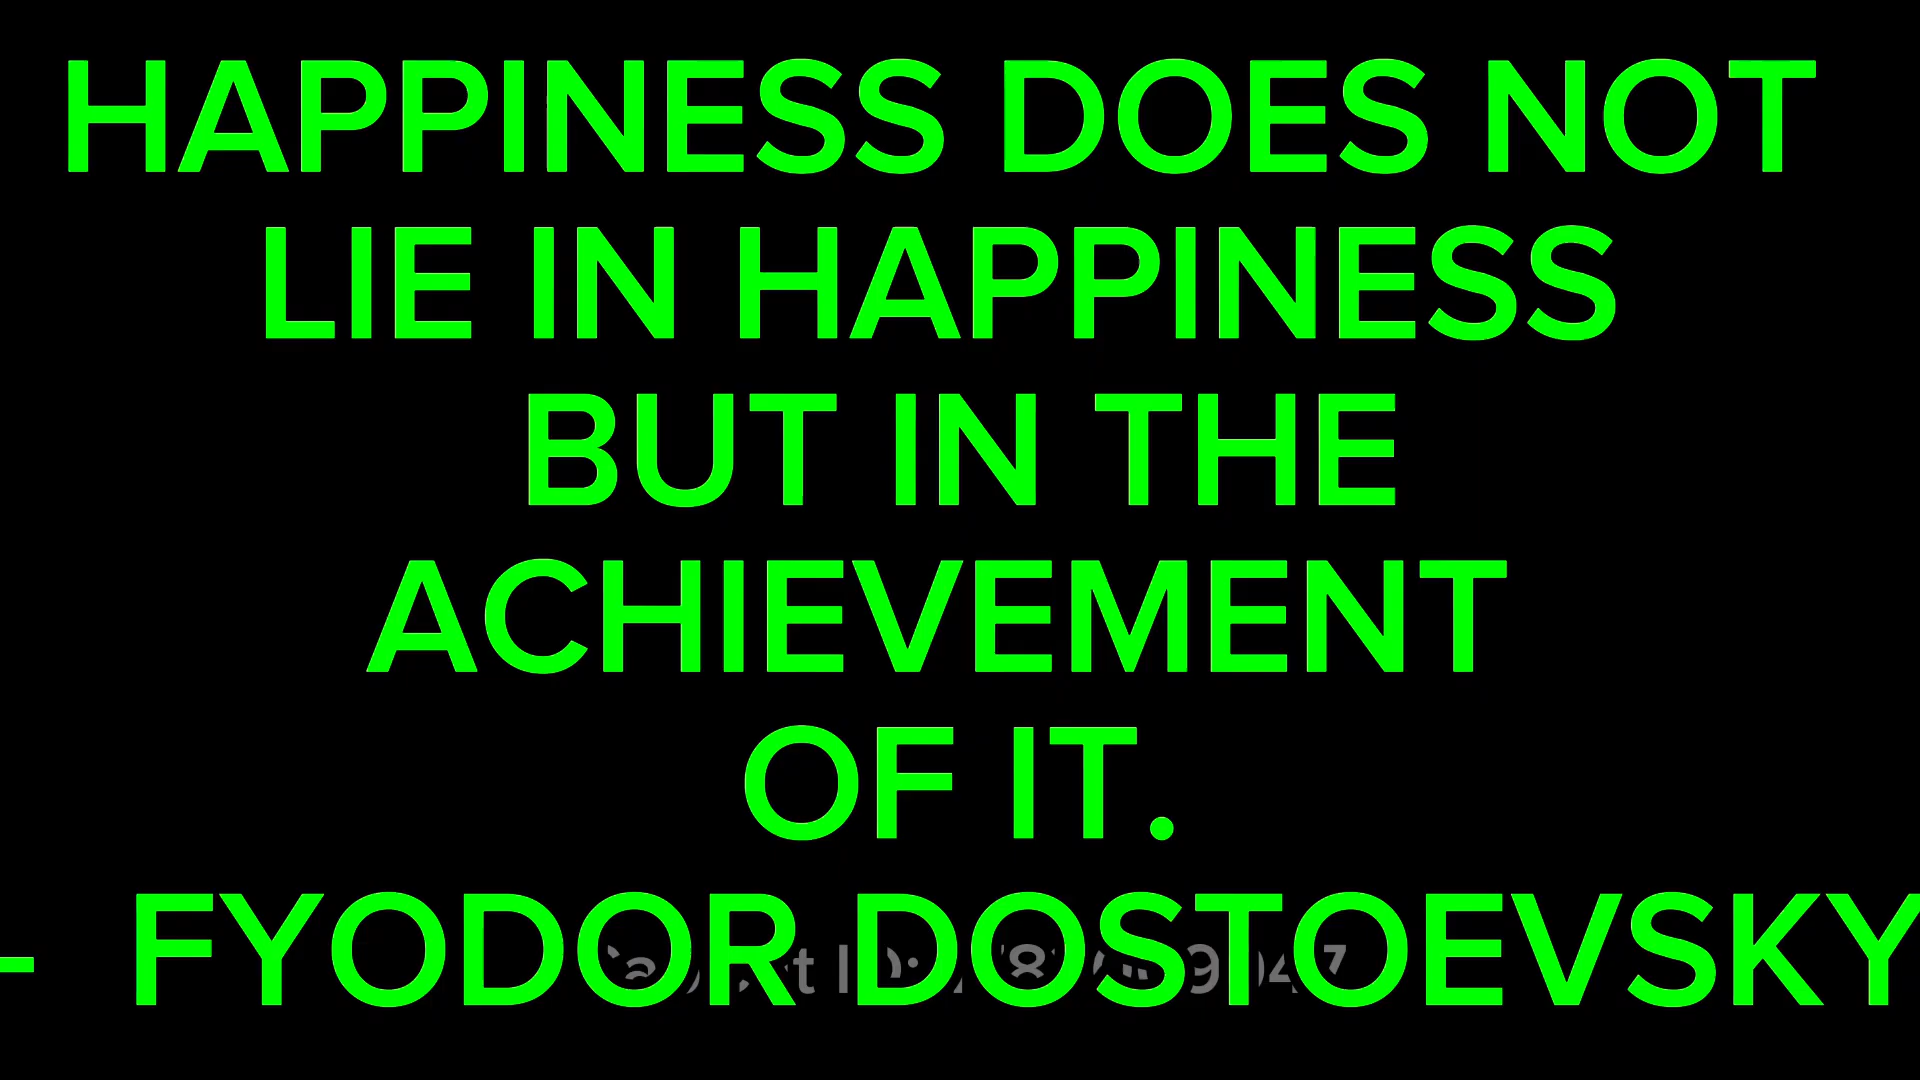 HAPPINESS DOES NOT
LIE IN HAPPINESS
BUT IN THE
ACHIEVEMENT
OF IT.
- FYODOR DOSTOEVSKY